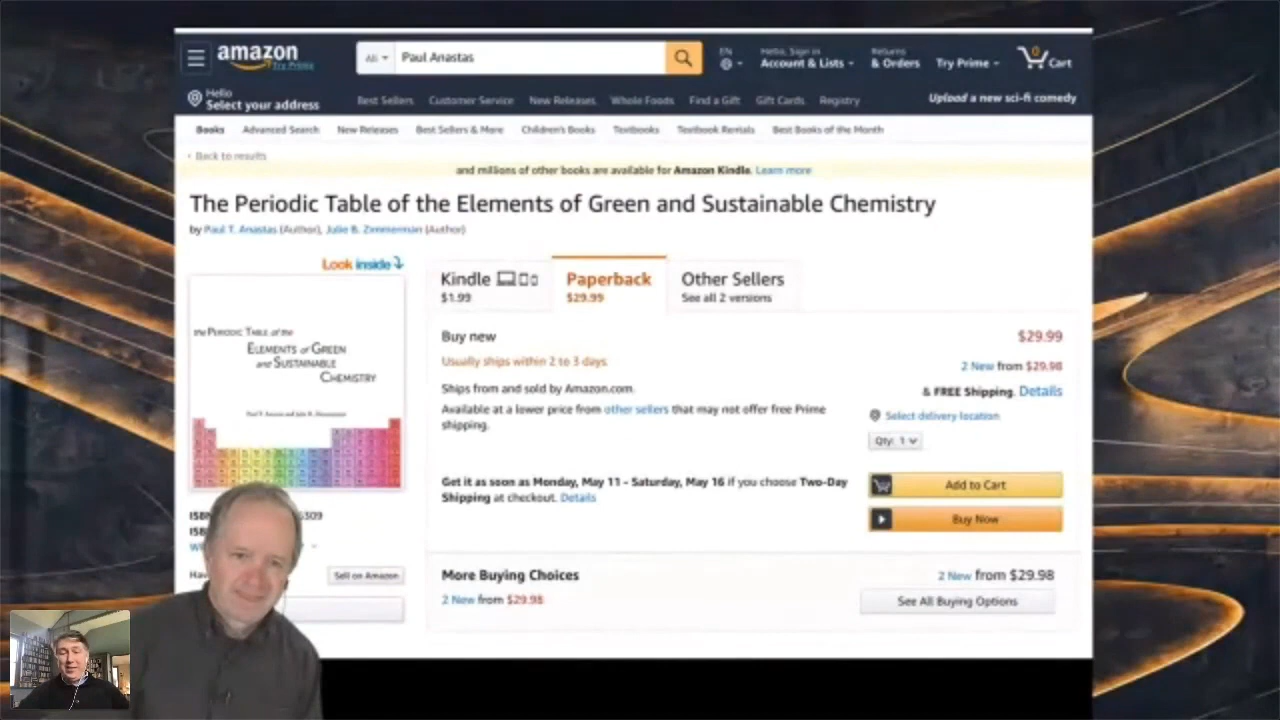 amazon
Try Prime
All
Paul Anastas
EN
Hello, Sign in
Account & Lists
Returns
& Orders
Try Prime
0
Cart
Hello
Select your address
Best Sellers
Customer Service
New Releases
Whole Foods
Find a Gift
Gift Cards
Registry
Upload a new sci-fi comedy
Books
Advanced Search
New Releases
Best Sellers & More
Children's Books
Textbooks
Textbook Rentals
Best Books of the Month
‹ Back to results
and millions of other books are available for Amazon Kindle. Learn more
The Periodic Table of the Elements of Green and Sustainable Chemistry
by Paul T. Anastas (Author), Julie B. Zimmerman (Author)
Look inside
the Periodic Table of the
Elements of Green
and Sustainable
Chemistry
Kindle
$1.99
Paperback
$29.99
Other Sellers
See all 2 versions
Buy new
$29.99
Usually ships within 2 to 3 days.
2 New from $29.98
Ships from and sold by Amazon.com.
& FREE Shipping. Details
Available at a lower price from other sellers that may not offer free Prime
shipping.
Select delivery location
Qty: 1
Get it as soon as Monday, May 11 - Saturday, May 16 if you choose Two-Day
Shipping at checkout. Details
Add to Cart
Buy Now
Sell on Amazon
More Buying Choices
2 New from $29.98
2 New from $29.98
See All Buying Options